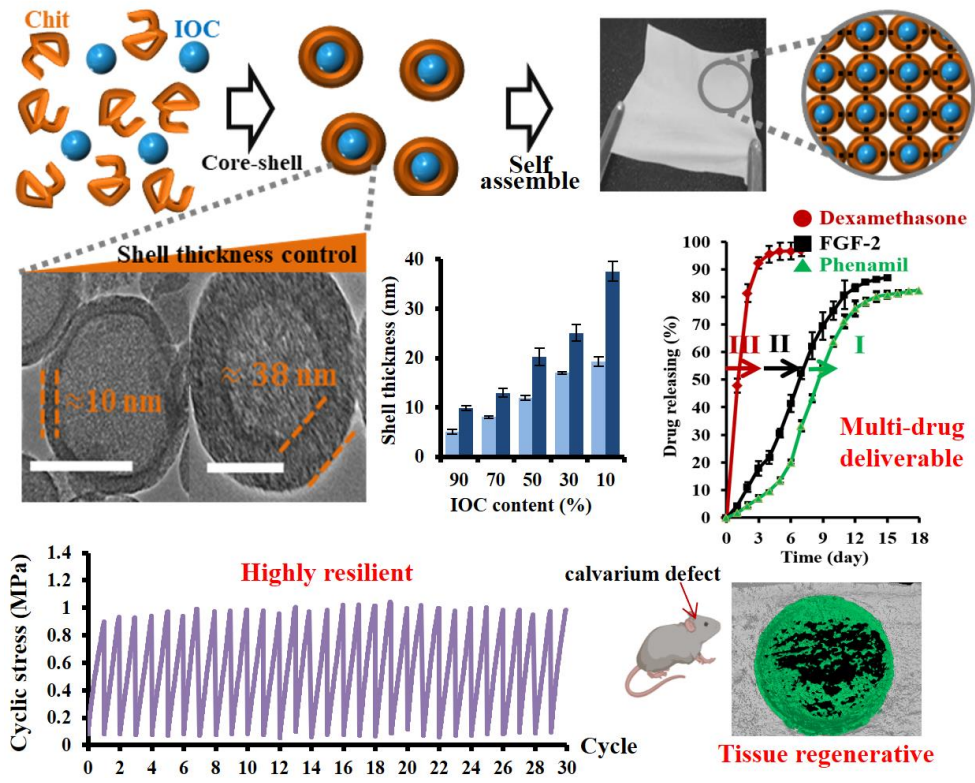 Chit
IOC
Core-shell
Self
assemble
Shell thickness control
≈10 nm
≈ 38 nm
Shell thickness (nm)
40
30
20
10
0
90 70 50 30 10
IOC content (%)
Dexamethasone
FGF-2
Phenamil
Drug releasing (%)
100
90
80
70
60
50
40
30
20
10
0
III II I
Multi-drug
deliverable
0 3 6 9 12 15 18
Time (day)
Cyclic stress (MPa)
1.4
1.2
1
0.8
0.6
0.4
0.2
0
Highly resilient
0 2 4 6 8 10 12 14 16 18 20 22 24 26 28 30
Cycle
calvarium defect
Tissue regenerative